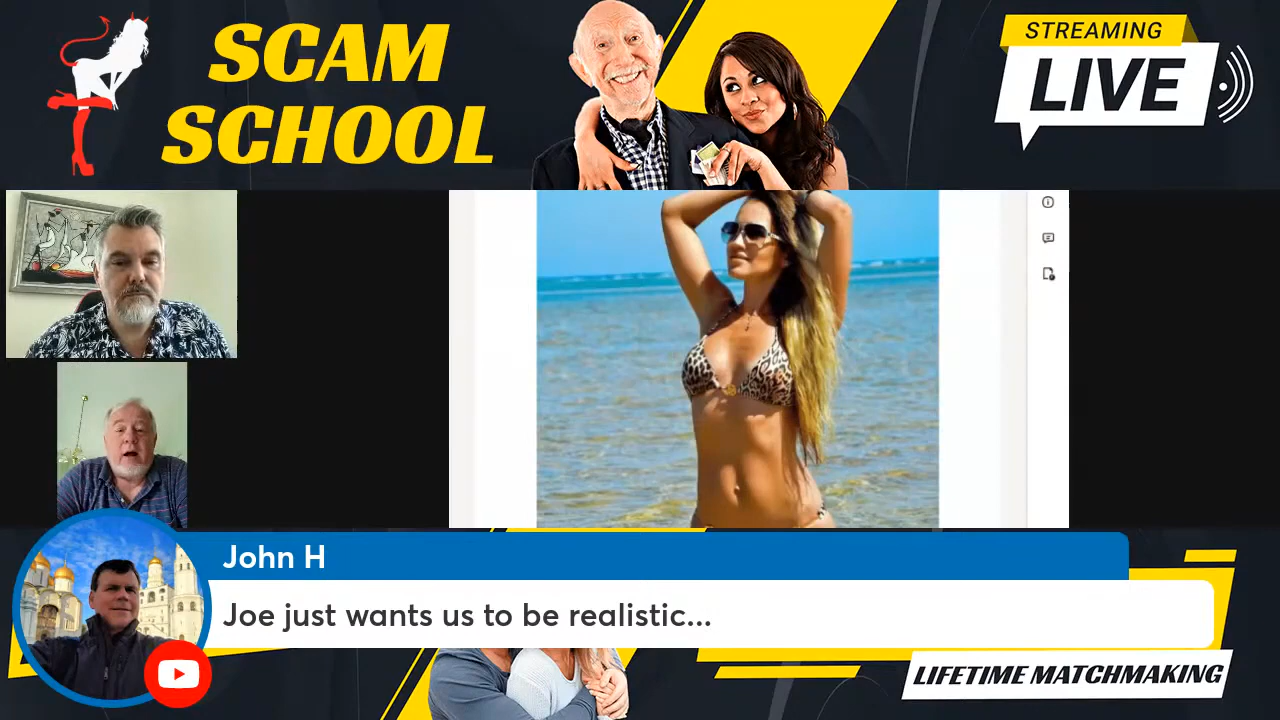 SCAM
SCHOOL
STREAMING
LIVE
John H
Joe just wants us to be realistic...
LIFETIME MATCHMAKING